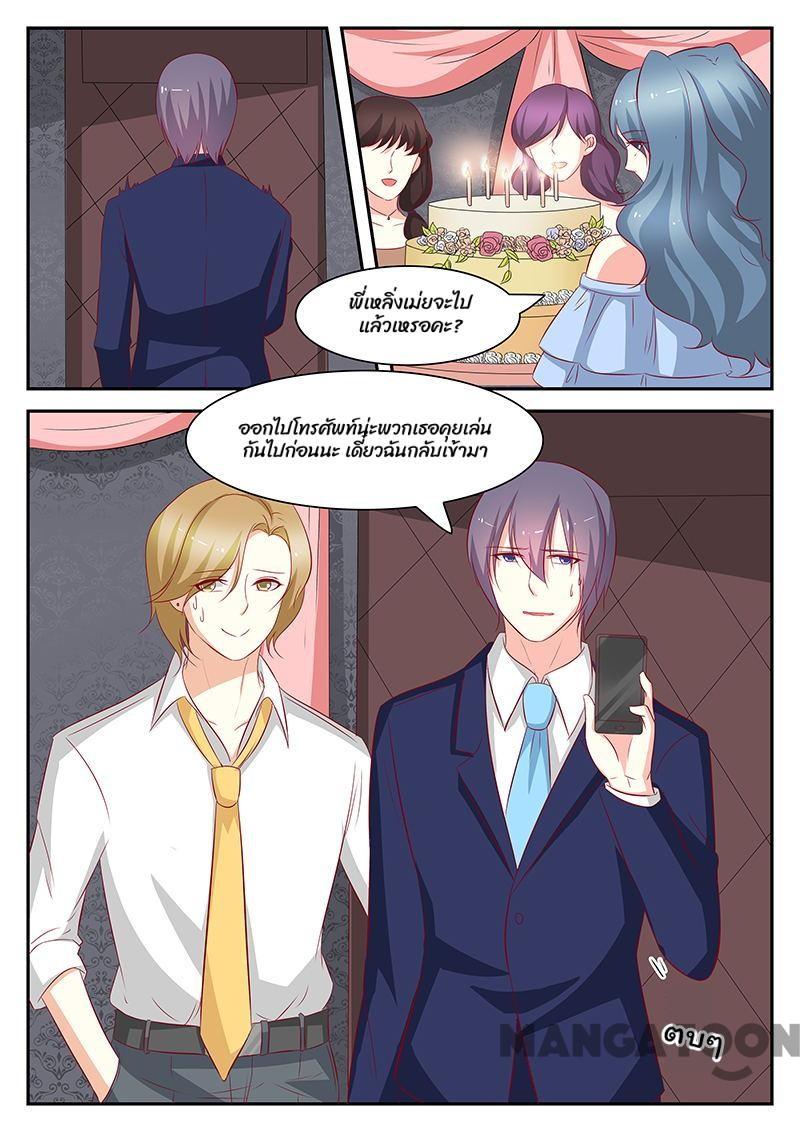 พี่เหลิ่งเม่ยจะไป
แล้วเหรอคะ?
ออกไปโทรศัพท์น่ะพวกเธอคุยเล่น
กันไปก่อนนะ เดี๋ยวฉันกลับเข้ามา
ตบๆ
MANGATOON